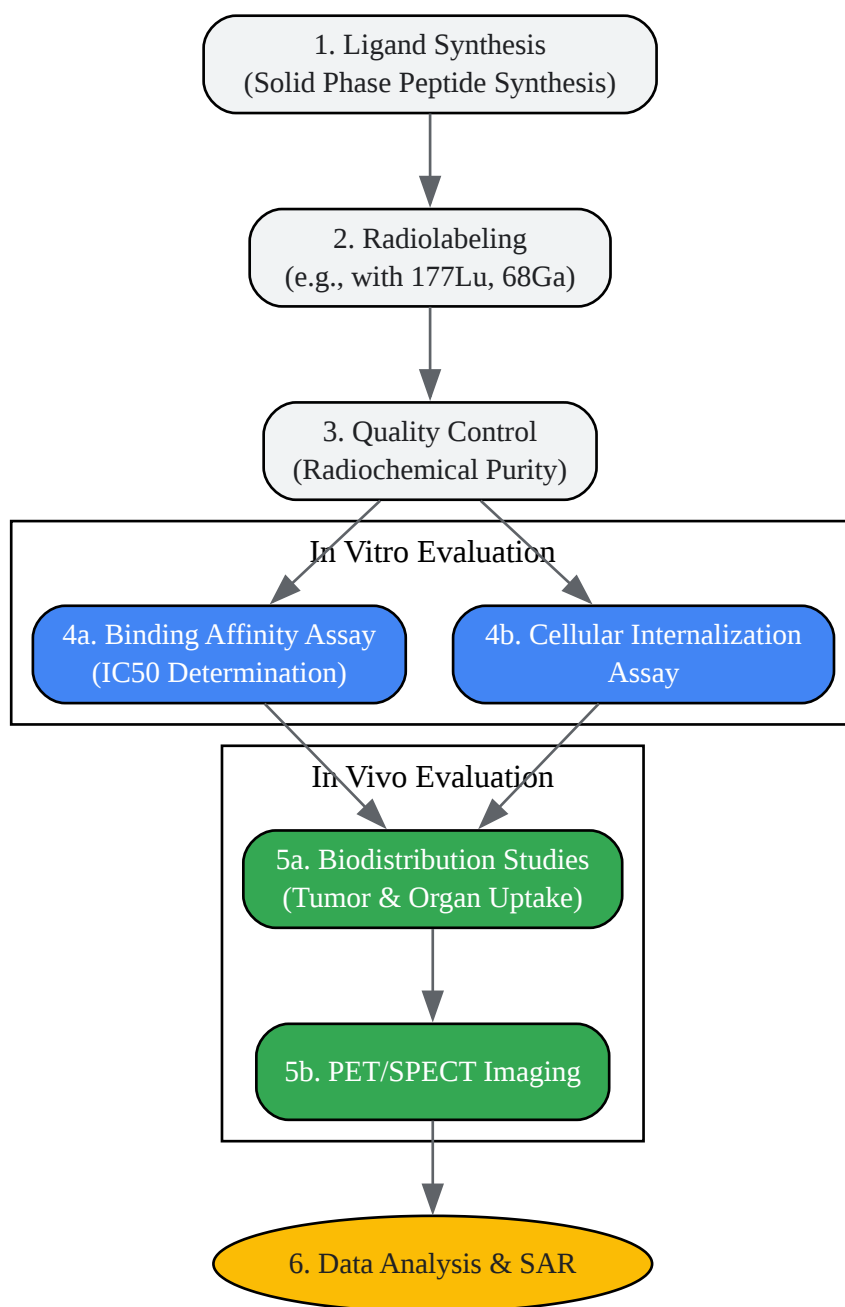 1. Ligand Synthesis
(Solid Phase Peptide Synthesis)
2. Radiolabeling
(e.g., with 177Lu, 68Ga)
3. Quality Control
(Radiochemical Purity)
In Vitro Evaluation
4a. Binding Affinity Assay
(IC50 Determination)
4b. Cellular Internalization
Assay
In Vivo Evaluation
5a. Biodistribution Studies
(Tumor & Organ Uptake)
5b. PET/SPECT Imaging
6. Data Analysis & SAR